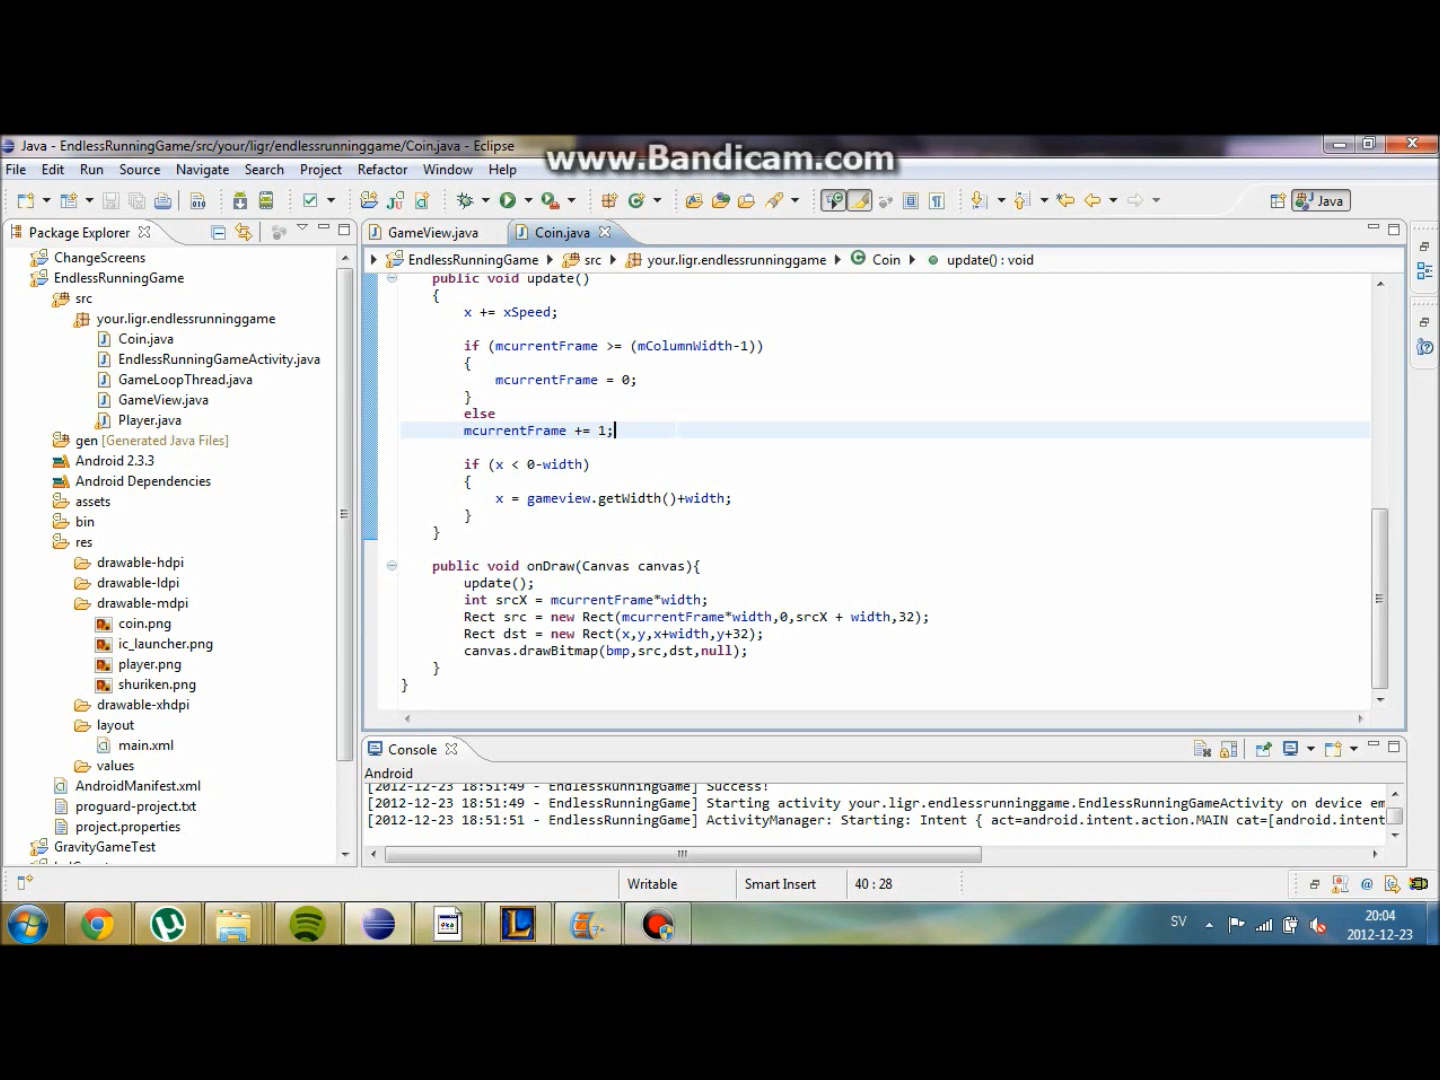 Java - EndlessRunningGame/src/your/ligr/endlessrunninggame/Coin.java - Eclipse
www.Bandicam.com
File Edit Run Source Navigate Search Project Refactor Window Help
Java
Package Explorer
GameView.java
Coin.java
EndlessRunningGame src your.ligr.endlessrunninggame Coin update() : void
ChangeScreens
EndlessRunningGame
src
your.ligr.endlessrunninggame
Coin.java
EndlessRunningGameActivity.java
GameLoopThread.java
GameView.java
Player.java
gen [Generated Java Files]
Android 2.3.3
Android Dependencies
assets
bin
res
drawable-hdpi
drawable-ldpi
drawable-mdpi
coin.png
ic_launcher.png
player.png
shuriken.png
drawable-xhdpi
layout
main.xml
values
AndroidManifest.xml
proguard-project.txt
project.properties
GravityGameTest
public void update()
{
x += xSpeed;
if (mcurrentFrame >= (mColumnWidth-1))
{
mcurrentFrame = 0;
}
else
mcurrentFrame += 1;
if (x < 0-width)
{
x = gameview.getWidth()+width;
}
}
public void onDraw(Canvas canvas){
update();
int srcX = mcurrentFrame*width;
Rect src = new Rect(mcurrentFrame*width,0,srcX + width,32);
Rect dst = new Rect(x,y,x+width,y+32);
canvas.drawBitmap(bmp,src,dst,null);
}
}
Console
Android
[2012-12-23 18:51:49 - EndlessRunningGame] Success!
[2012-12-23 18:51:49 - EndlessRunningGame] Starting activity your.ligr.endlessrunninggame.EndlessRunningGameActivity on device em
[2012-12-23 18:51:51 - EndlessRunningGame] ActivityManager: Starting: Intent { act=android.intent.action.MAIN cat=[android.intent
Writable
Smart Insert
40 : 28
SV
20:04
2012-12-23